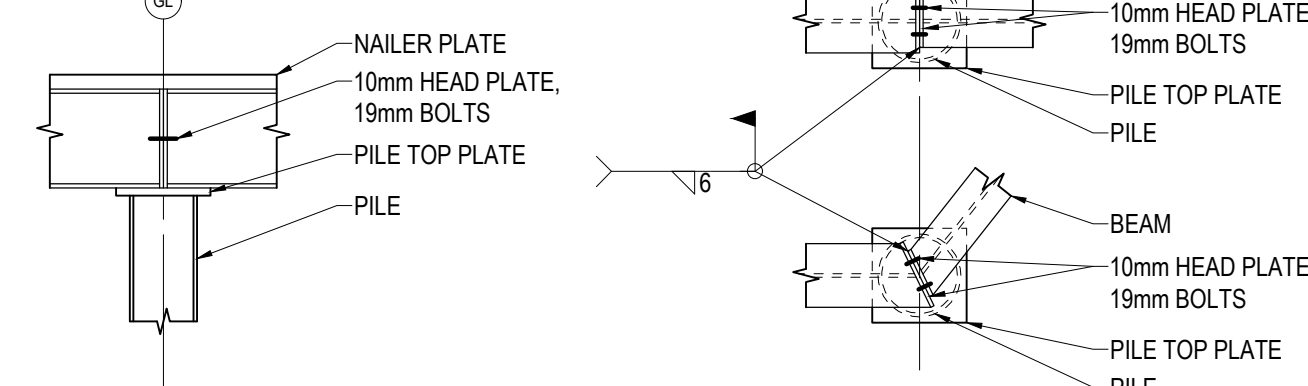 GL
NAILER PLATE
10mm HEAD PLATE,
19mm BOLTS
PILE TOP PLATE
PILE
6
10mm HEAD PLATE
19mm BOLTS
PILE TOP PLATE
PILE
BEAM
10mm HEAD PLATE
19mm BOLTS
PILE TOP PLATE
PILE